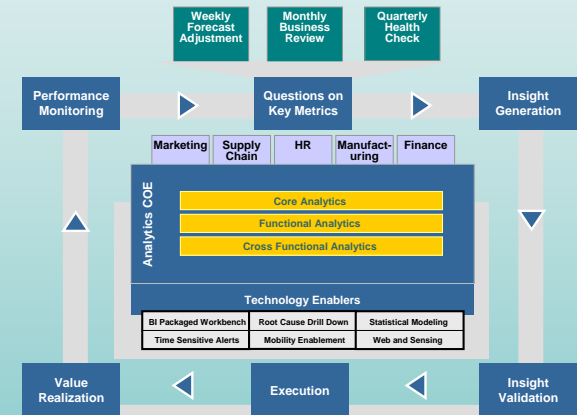 Weekly
Forecast
Adjustment
Monthly
Business
Review
Quarterly
Health
Check
Performance
Monitoring
Questions on
Key Metrics
Insight
Generation
Marketing
Supply
Chain
HR
Manufact-
uring
Finance
Analytics COE
Core Analytics
Functional Analytics
Cross Functional Analytics
Technology Enablers
BI Packaged Workbench
Root Cause Drill Down
Statistical Modeling
Time Sensitive Alerts
Mobility Enablement
Web and Sensing
Value
Realization
Execution
Insight
Validation